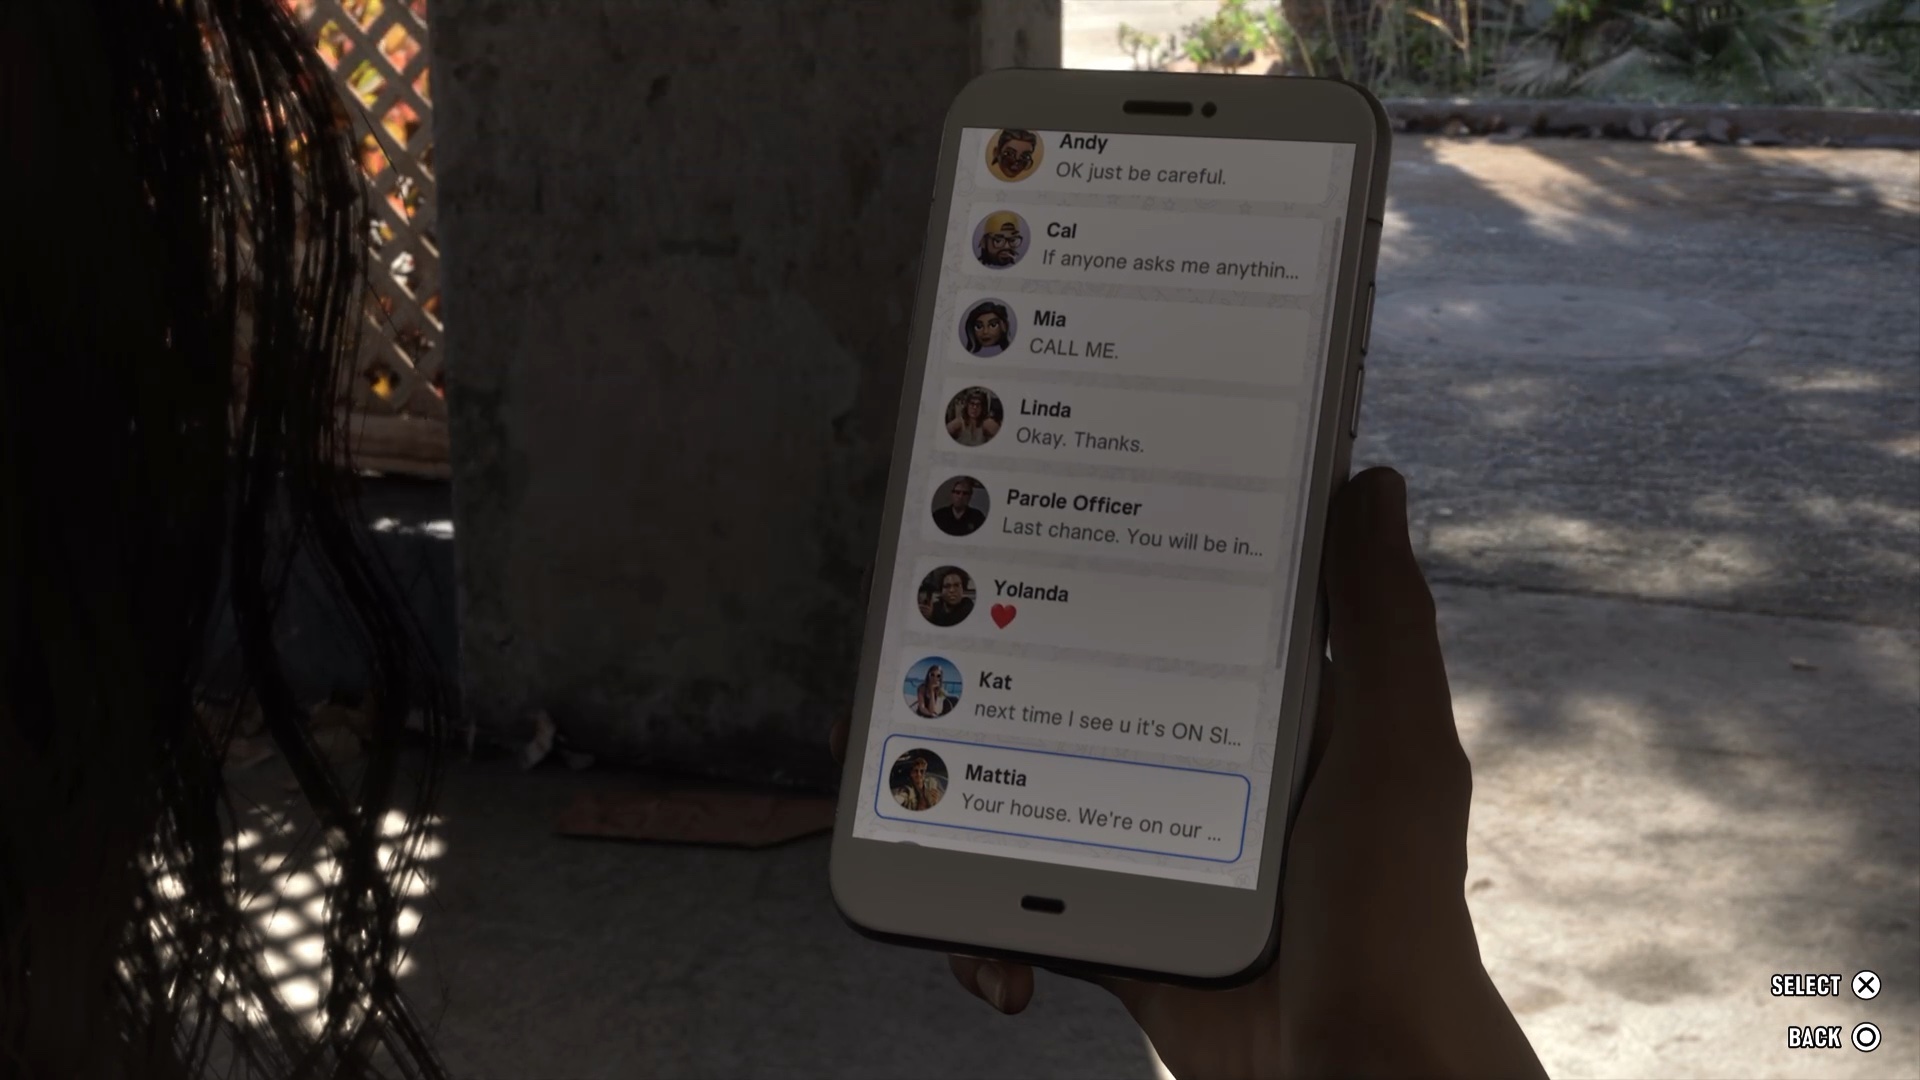 Andy
OK just be careful.
Cal
If anyone asks me anythin...
Mia
CALL ME.
Linda
Okay. Thanks.
Parole Officer
Last chance. You will be in...
Yolanda
❤️
Kat
next time I see u it's ON SI...
Mattia
Your house. We're on our ...
SELECT
BACK